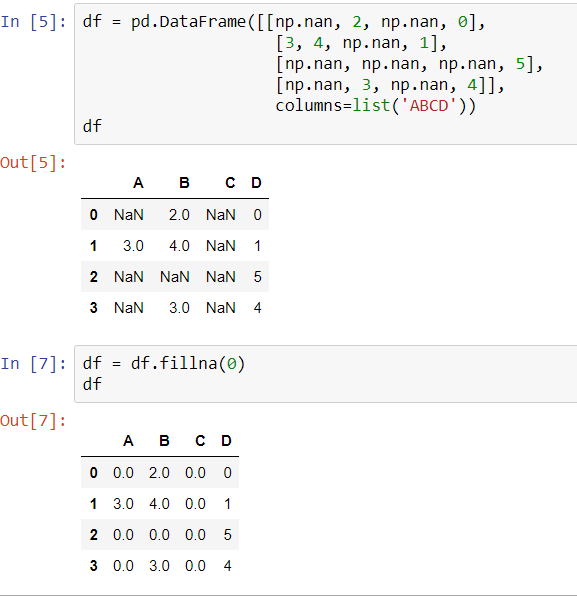 In [5]: df = pd.DataFrame([[np.nan, 2, np.nan, 0],
[3, 4, np.nan, 1],
[np.nan, np.nan, np.nan, 5],
[np.nan, 3, np.nan, 4]],
columns=list('ABCD'))
df
Out[5]:
A B C D
0 NaN 2.0 NaN 0
1 3.0 4.0 NaN 1
2 NaN NaN NaN 5
3 NaN 3.0 NaN 4
In [7]: df = df.fillna(0)
df
Out[7]:
A B C D
0 0.0 2.0 0.0 0
1 3.0 4.0 0.0 1
2 0.0 0.0 0.0 5
3 0.0 3.0 0.0 4